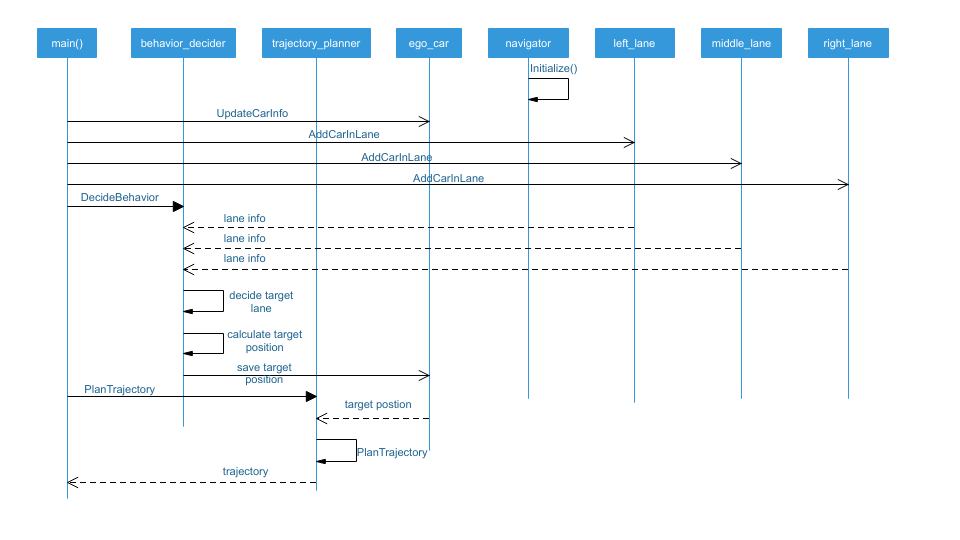 main()
behavior_decider
trajectory_planner
ego_car
navigator
left_lane
middle_lane
right_lane
Initialize()
UpdateCarInfo
AddCarInLane
AddCarInLane
AddCarInLane
DecideBehavior
lane info
lane info
lane info
decide target
lane
calculate target
position
save target
position
PlanTrajectory
target postion
PlanTrajectory
trajectory